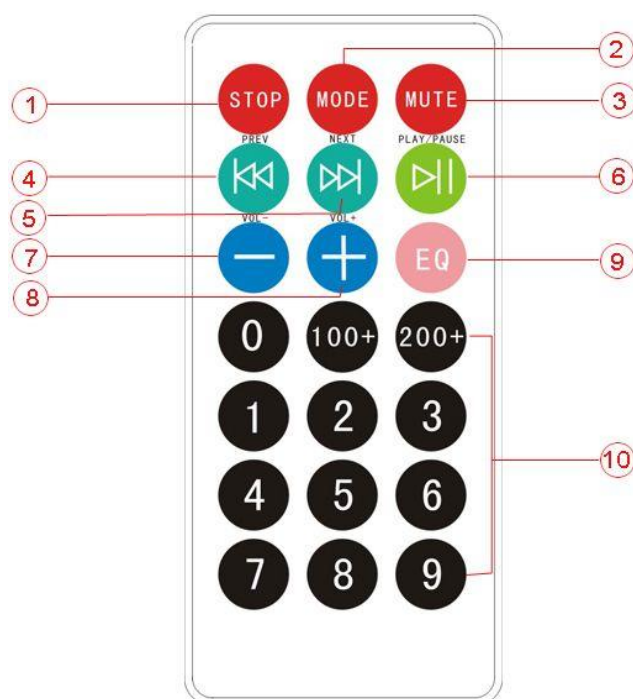 2
STOP MODE MUTE
1
3
PREV NEXT PLAY/PAUSE
4
6
5
VOL- VOL+
7
EQ
9
8
0 100+ 200+
1 2 3
10
4 5 6
7 8 9